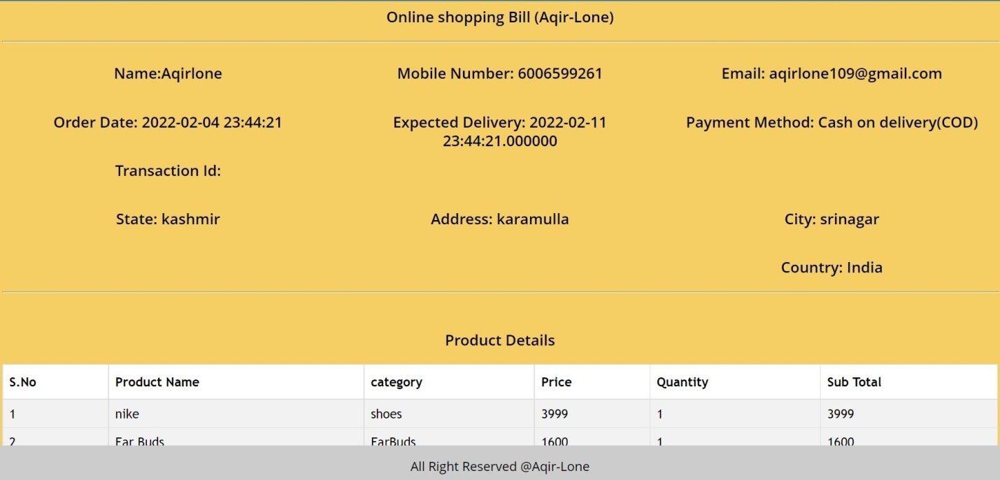 Online shopping Bill (Aqir-Lone)
Name:Aqirlone Mobile Number: 6006599261 Email: aqirlone109@gmail.com
Order Date: 2022-02-04 23:44:21 Expected Delivery: 2022-02-11 Payment Method: Cash on delivery(COD)
23:44:21.000000
Transaction Id:
State: kashmir Address: karamulla City: srinagar
Country: India
Product Details
S.No Product Name category Price Quantity Sub Total
1 nike shoes 3999 1 3999
2 Ear Buds EarBuds 1600 1 1600
All Right Reserved @Aqir-Lone